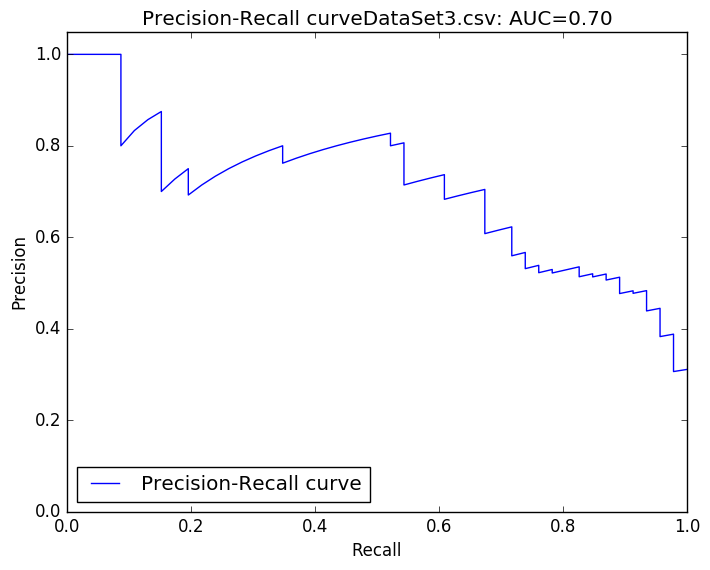 Precision-Recall curveDataSet3.csv: AUC=0.70
1.0
0.8
0.6
0.4
0.2
0.0
Precision
Precision-Recall curve
0.0 0.2 0.4 0.6 0.8 1.0
Recall